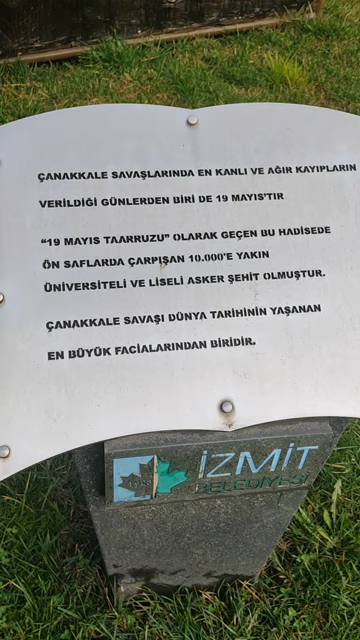 ÇANAKKALE SAVAŞLARINDA EN KANLI VE AĞIR KAYIPLARIN
VERİLDİĞİ GÜNLERDEN BİRİ DE 19 MAYIS'TIR
"19 MAYIS TAARRUZU" OLARAK GEÇEN BU HADİSEDE
ÖN SAFLARDA ÇARPIŞAN 10.000'E YAKIN
ÜNİVERSİTELİ VE LİSELİ ASKER ŞEHİT OLMUŞTUR.
ÇANAKKALE SAVAŞI DÜNYA TARİHİNİN YAŞANAN
EN BÜYÜK FACİALARINDAN BİRİDİR.
İZMİT
BELEDİYESİ